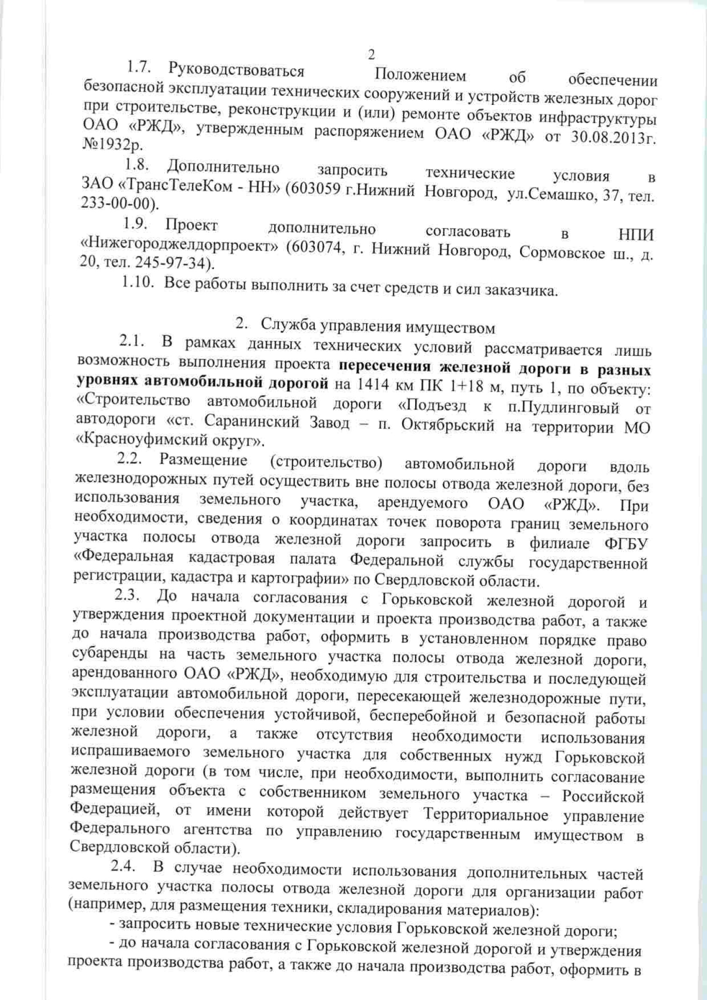 2
1.7. Руководствоваться Положением об обеспечении
безопасной эксплуатации технических сооружений и устройств железных дорог
при строительстве, реконструкции и (или) ремонте объектов инфраструктуры
ОАО «РЖД», утвержденным распоряжением ОАО «РЖД» от 30.08.2013г.
№1932р.
1.8. Дополнительно запросить технические условия в
ЗАО «ТрансТелеКом - НН» (603059 г.Нижний Новгород, ул.Семашко, 37, тел.
233-00-00).
1.9. Проект дополнительно согласовать в НПИ
«Нижегороджелдорпроект» (603074, г. Нижний Новгород, Сормовское ш., д.
20, тел. 245-97-34).
1.10. Все работы выполнить за счет средств и сил заказчика.
2. Служба управления имуществом
2.1. В рамках данных технических условий рассматривается лишь
возможность выполнения проекта пересечения железной дороги в разных
уровнях автомобильной дорогой на 1414 км ПК 1+18 м, путь 1, по объекту:
«Строительство автомобильной дороги «Подъезд к п.Пудлинговый от
автодороги «ст. Саранинский Завод – п. Октябрьский на территории МО
«Красноуфимский округ».
2.2. Размещение (строительство) автомобильной дороги вдоль
железнодорожных путей осуществить вне полосы отвода железной дороги, без
использования земельного участка, арендуемого ОАО «РЖД». При
необходимости, сведения о координатах точек поворота границ земельного
участка полосы отвода железной дороги запросить в филиале ФГБУ
«Федеральная кадастровая палата Федеральной службы государственной
регистрации, кадастра и картографии» по Свердловской области.
2.3. До начала согласования с Горьковской железной дорогой и
утверждения проектной документации и проекта производства работ, а также
до начала производства работ, оформить в установленном порядке право
субаренды на часть земельного участка полосы отвода железной дороги,
арендованного ОАО «РЖД», необходимую для строительства и последующей
эксплуатации автомобильной дороги, пересекающей железнодорожные пути,
при условии обеспечения устойчивой, бесперебойной и безопасной работы
железной дороги, а также отсутствия необходимости использования
испрашиваемого земельного участка для собственных нужд Горьковской
железной дороги (в том числе, при необходимости, выполнить согласование
размещения объекта с собственником земельного участка – Российской
Федерацией, от имени которой действует Территориальное управление
Федерального агентства по управлению государственным имуществом в
Свердловской области).
2.4. В случае необходимости использования дополнительных частей
земельного участка полосы отвода железной дороги для организации работ
(например, для размещения техники, складирования материалов):
- запросить новые технические условия Горьковской железной дороги;
- до начала согласования с Горьковской железной дорогой и утверждения
проекта производства работ, а также до начала производства работ, оформить в